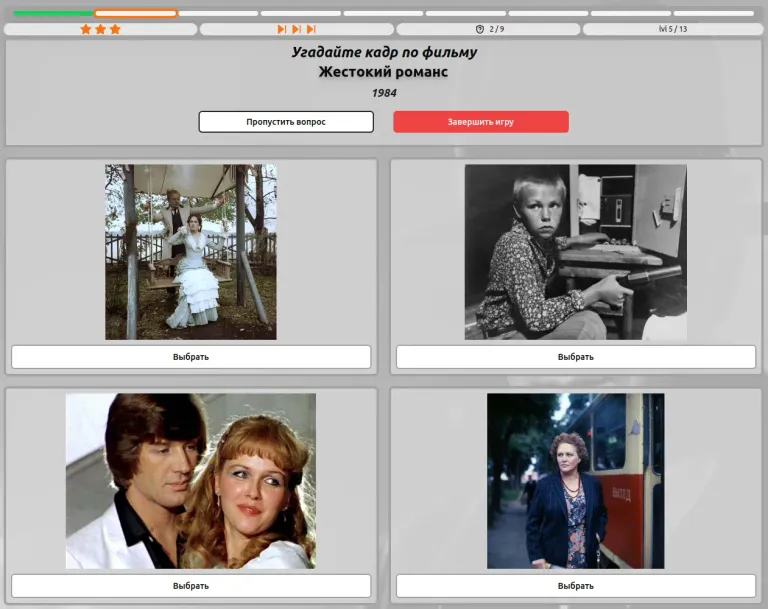 2 / 9
lvl 5 / 13
Угадайте кадр по фильму
Жестокий романс
1984
Пропустить вопрос
Завершить игру
Выбрать
Выбрать
Выбрать
Выбрать